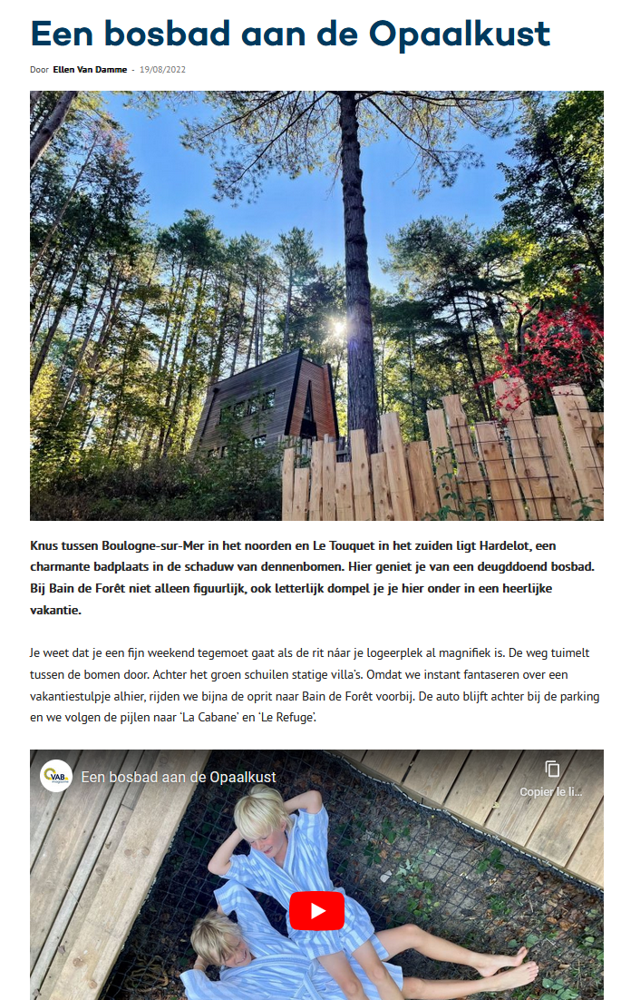 Een bosbad aan de Opaalkust
Door Ellen Van Damme - 19/08/2022
Knus tussen Boulogne-sur-Mer in het noorden en Le Touquet in het zuiden ligt Hardelot, een
charmante badplaats in de schaduw van dennenbomen. Hier geniet je van een deugddoend bosbad.
Bij Bain de Forêt niet alleen figuurlijk, ook letterlijk dompel je je hier onder in een heerlijke
vakantie.
Je weet dat je een fijn weekend tegemoet gaat als de rit náar je logeerplek al magnifiek is. De weg tuimelt
tussen de bomen door. Achter het groen schuilen statige villa’s. Omdat we instant fantaseren over een
vakantiestulpje alhier, rijden we bijna de oprit naar Bain de Forêt voorbij. De auto blijft achter bij de parking
en we volgen de pijlen naar ‘La Cabane’ en ‘Le Refuge’.
VAB
magazine
Een bosbad aan de Opaalkust
Copier le li...